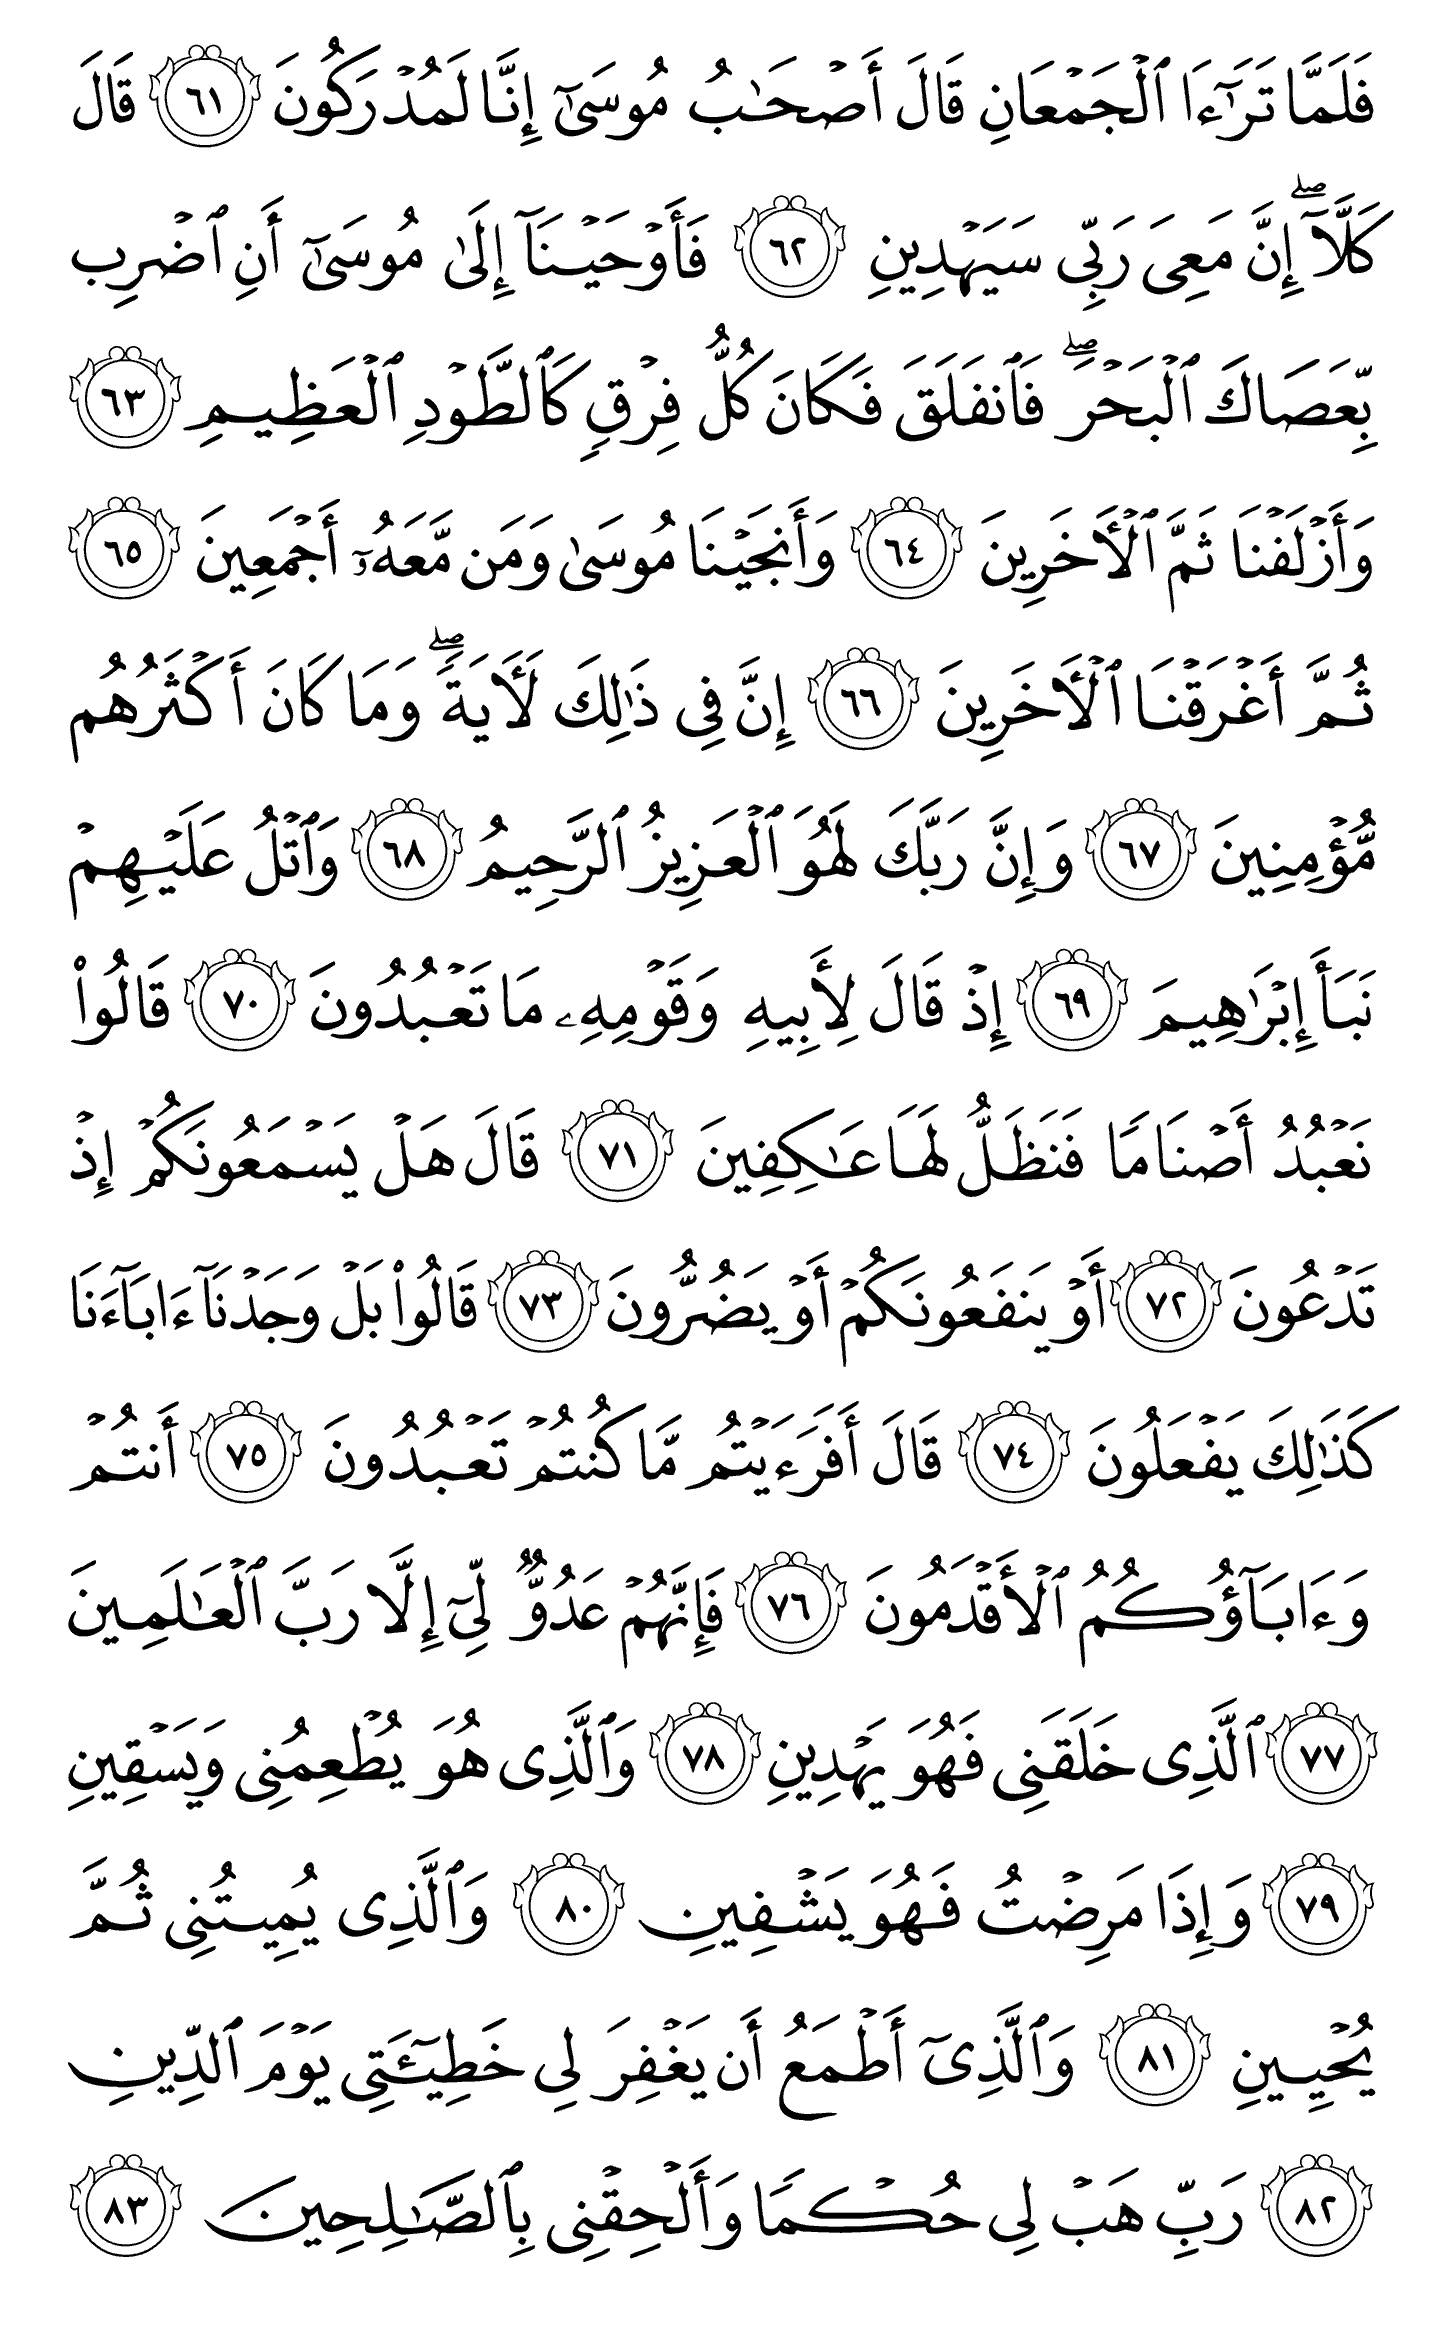 فَلَمَّا تَرَٰٓءَا ٱلْجَمْعَانِ قَالَ أَصْحَٰبُ مُوسَىٰٓ إِنَّا لَمُدْرَكُونَ ٦١ قَالَ
كَلَّآ ۖ إِنَّ مَعِىَ رَبِّى سَيَهْدِينِ ٦٢ فَأَوْحَيْنَآ إِلَىٰ مُوسَىٰٓ أَنِ ٱضْرِب
بِّعَصَاكَ ٱلْبَحْرَ ۖ فَٱنفَلَقَ فَكَانَ كُلُّ فِرْقٍ كَٱلطَّوْدِ ٱلْعَظِيمِ ٦٣
وَأَزْلَفْنَا ثَمَّ ٱلْأَخَرِينَ ٦٤ وَأَنجَيْنَا مُوسَىٰ وَمَن مَّعَهُۥٓ أَجْمَعِينَ ٦٥
ثُمَّ أَغْرَقْنَا ٱلْأَخَرِينَ ٦٦ إِنَّ فِى ذَٰلِكَ لَأَيَةً ۖ وَمَا كَانَ أَكْثَرُهُم
مُّؤْمِنِينَ ٦٧ وَإِنَّ رَبَّكَ لَهُوَ ٱلْعَزِيزُ ٱلرَّحِيمُ ٦٨ وَٱتْلُ عَلَيْهِمْ
نَبَأَ إِبْرَٰهِيمَ ٦٩ إِذْ قَالَ لِأَبِيهِ وَقَوْمِهِۦ مَا تَعْبُدُونَ ٧٠ قَالُوا۟
نَعْبُدُ أَصْنَامًا فَنَظَلُّ لَهَا عَٰكِفِينَ ٧١ قَالَ هَلْ يَسْمَعُونَكُمْ إِذْ
تَدْعُونَ ٧٢ أَوْ يَنفَعُونَكُمْ أَوْ يَضُرُّونَ ٧٣ قَالُوا۟ بَلْ وَجَدْنَآ ءَابَآءَنَا
كَذَٰلِكَ يَفْعَلُونَ ٧٤ قَالَ أَفَرَءَيْتُم مَّا كُنتُمْ تَعْبُدُونَ ٧٥ أَنتُمْ
وَءَابَآؤُكُمُ ٱلْأَقْدَمُونَ ٧٦ فَإِنَّهُمْ عَدُوٌّ لِّىٓ إِلَّا رَبَّ ٱلْعَٰلَمِينَ
٧٧ ٱلَّذِى خَلَقَنِى فَهُوَ يَهْدِينِ ٧٨ وَٱلَّذِى هُوَ يُطْعِمُنِى وَيَسْقِينِ
٧٩ وَإِذَا مَرِضْتُ فَهُوَ يَشْفِينِ ٨٠ وَٱلَّذِى يُمِيتُنِى ثُمَّ
يُحْيِينِ ٨١ وَٱلَّذِىٓ أَطْمَعُ أَن يَغْفِرَ لِى خَطِيٓـَٔتِى يَوْمَ ٱلدِّينِ
٨٢ رَبِّ هَبْ لِى حُكْمًا وَأَلْحِقْنِى بِٱلصَّٰلِحِينَ ٨٣